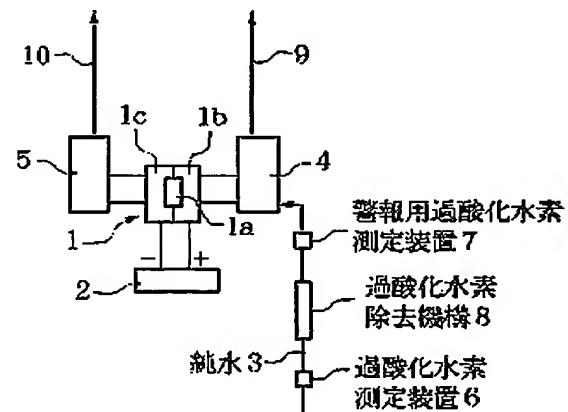 10
9
1c
1b
5
4
1
1a
警報用過酸化水素
測定装置7
−
+
2
過酸化水素
除去機構8
純水3
過酸化水素
測定装置6